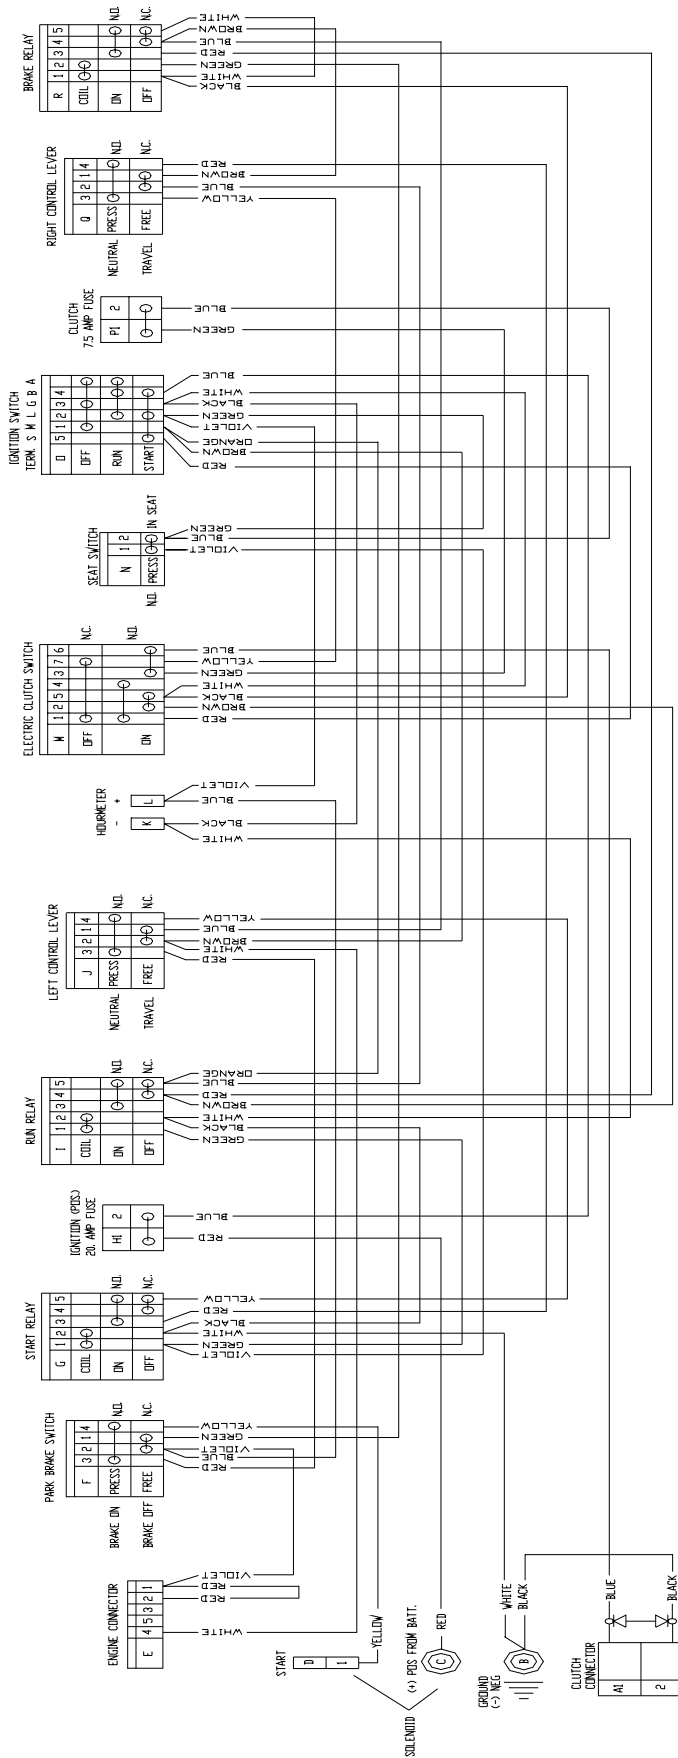 BRAKE RELAY
R 1 2 3 4 5
COIL
ON N.O.
OFF N.C.
WHITE
BROWN
BLUE
RED
GREEN
WHITE
BLACK
RIGHT CONTROL LEVER
Q 3 2 1 4
NEUTRAL PRESS N.O.
TRAVEL FREE N.C.
RED
BROWN
BLUE
YELLOW
CLUTCH
7.5 AMP FUSE
P1 2
BLUE
GREEN
IGNITION SWITCH
TERM. S M L G B A
O 5 1 2 3 4
OFF
RUN
START
BLUE
WHITE
BLACK
GREEN
VIOLET
ORANGE
BROWN
RED
SEAT SWITCH
N 1 2
N.O. PRESS IN SEAT
GREEN
BLUE
VIOLET
ELECTRIC CLUTCH SWITCH
M 1 2 5 4 3 7 6
OFF N.C.
ON N.O.
BLUE
YELLOW
GREEN
WHITE
BLACK
BROWN
RED
HOURMETER
- +
K L
VIOLET
BLUE
BLACK
WHITE
LEFT CONTROL LEVER
J 3 2 1 4
NEUTRAL PRESS N.O.
TRAVEL FREE N.C.
YELLOW
BLUE
BROWN
WHITE
RED
RUN RELAY
I 1 2 3 4 5
COIL
ON N.O.
OFF N.C.
ORANGE
BLUE
RED
BROWN
WHITE
BLACK
GREEN
IGNITION (POS.)
20. AMP FUSE
H1 2
BLUE
RED
START RELAY
G 1 2 3 4 5
COIL
ON N.O.
OFF N.C.
YELLOW
RED
BLACK
WHITE
GREEN
VIOLET
PARK BRAKE SWITCH
F 3 2 1 4
BRAKE ON PRESS N.O.
BRAKE OFF FREE N.C.
YELLOW
GREEN
VIOLET
BLUE
RED
ENGINE CONNECTOR
E 4 5 3 2 1
VIOLET
RED
RED
WHITE
START
D 1
YELLOW
SOLENOID
(+) POS FROM BATT.
C
RED
GROUND
(-) NEG
B
WHITE
BLACK
CLUTCH
CONNECTOR
A1
2
BLUE
BLACK